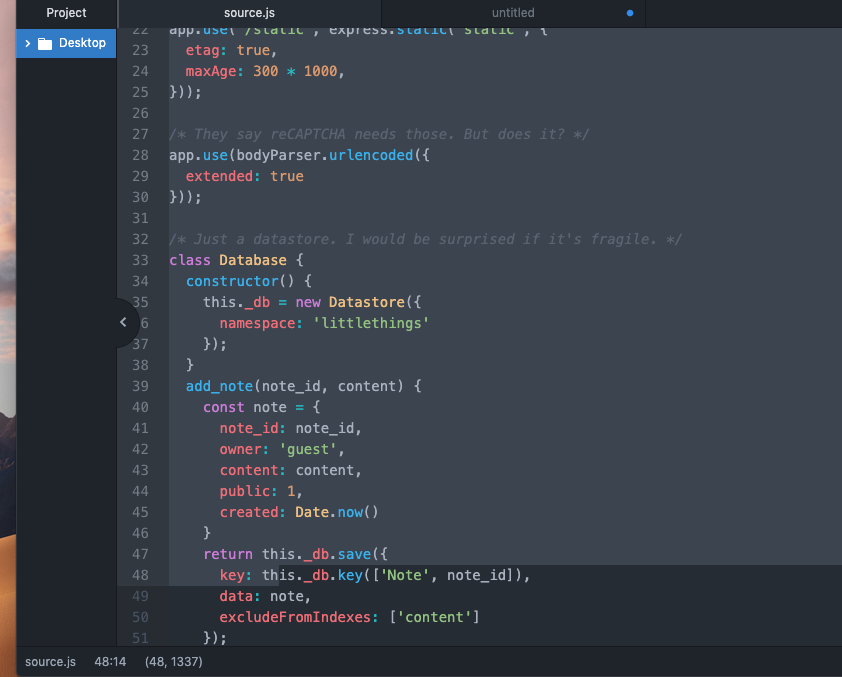 Project
source.js
untitled
Desktop
22 app.use('/static', express.static('static', {
23 etag: true,
24 maxAge: 300 * 1000,
25 }));
26
27 /* They say reCAPTCHA needs those. But does it? */
28 app.use(bodyParser.urlencoded({
29 extended: true
30 }));
31
32 /* Just a datastore. I would be surprised if it's fragile. */
33 class Database {
34 constructor() {
35 this._db = new Datastore({
6 namespace: 'littlethings'
37 });
38 }
39 add_note(note_id, content) {
40 const note = {
41 note_id: note_id,
42 owner: 'guest',
43 content: content,
44 public: 1,
45 created: Date.now()
46 }
47 return this._db.save({
48 key: this._db.key(['Note', note_id]),
49 data: note,
50 excludeFromIndexes: ['content']
51 });
source.js 48:14 (48, 1337)